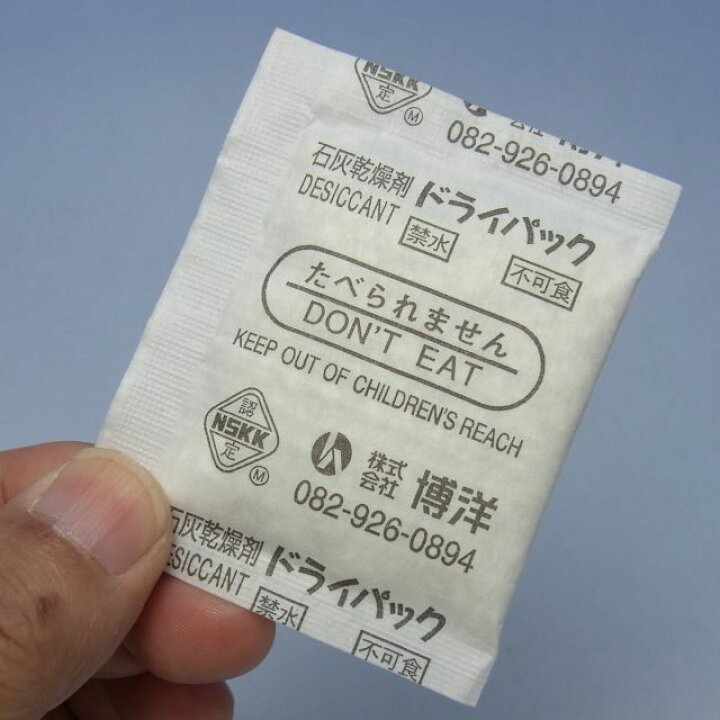 NSKK
定
M
082-926-0894
石灰乾燥剤 ドライパック
DESICCANT 禁水 不可食
たべられません
DON'T EAT
KEEP OUT OF CHILDREN'S REACH
認
NSKK
定
M
株式会社 博洋
082-926-0894
石灰乾燥剤 ドライパック
DESICCANT 禁水 不可食